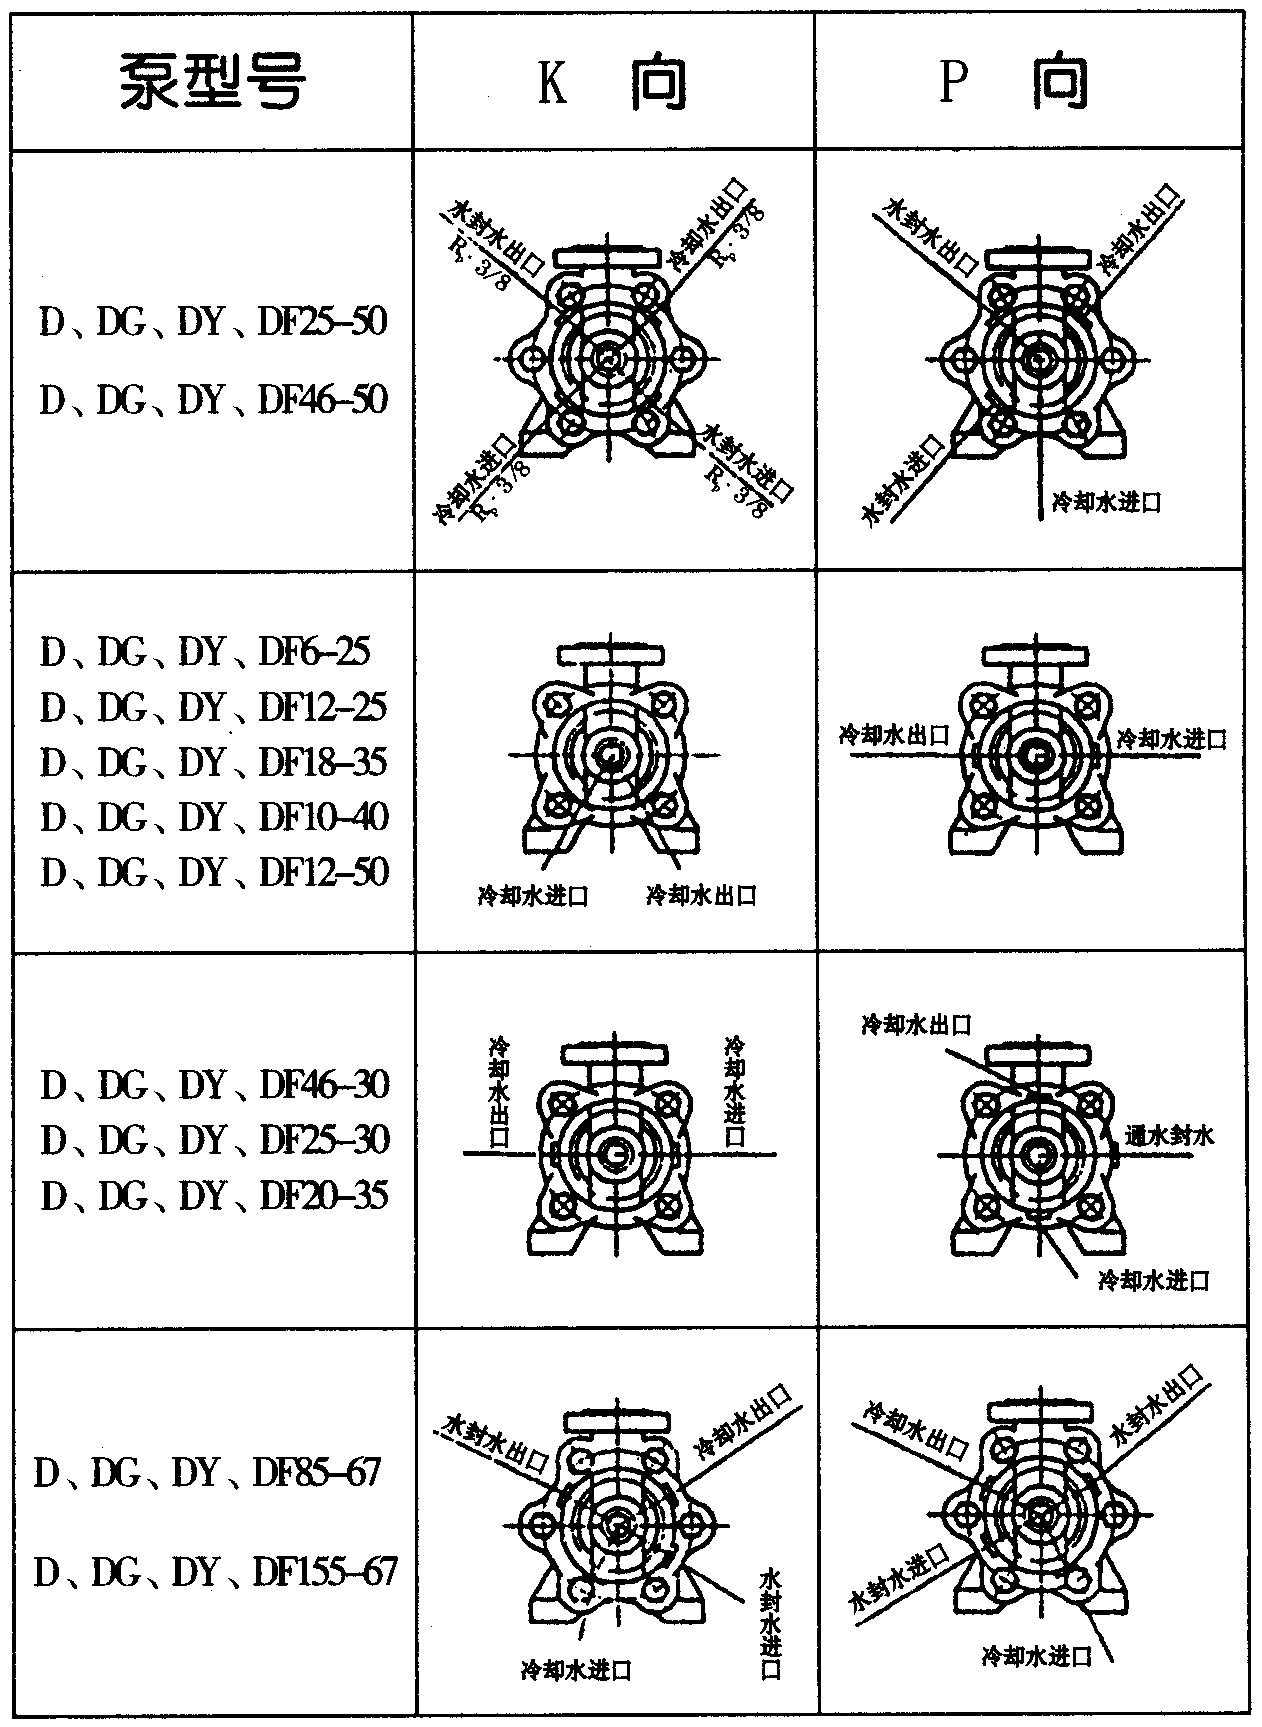 泵型号 K 向 P 向
D、DG、DY、DF25-50
D、DG、DY、DF46-50
水封水出口
Rp·3/8
冷却水出口
Rp·3/8
冷却水进口
Rp·3/8
水封水进口
Rp·3/8
水封水出口
冷却水出口
水封水进口
冷却水进口
D、DG、DY、DF6-25
D、DG、DY、DF12-25
D、DG、DY、DF18-35
D、DG、DY、DF10-40
D、DG、DY、DF12-50
冷却水进口
冷却水出口
冷却水出口
冷却水进口
D、DG、DY、DF46-30
D、DG、DY、DF25-30
D、DG、DY、DF20-35
冷却水出口
冷却水进口
冷却水出口
通水封水
冷却水进口
D、DG、DY、DF85-67
D、DG、DY、DF155-67
水封水出口
冷却水出口
水封水进口
冷却水进口
冷却水出口
水封水出口
水封水进口
冷却水进口